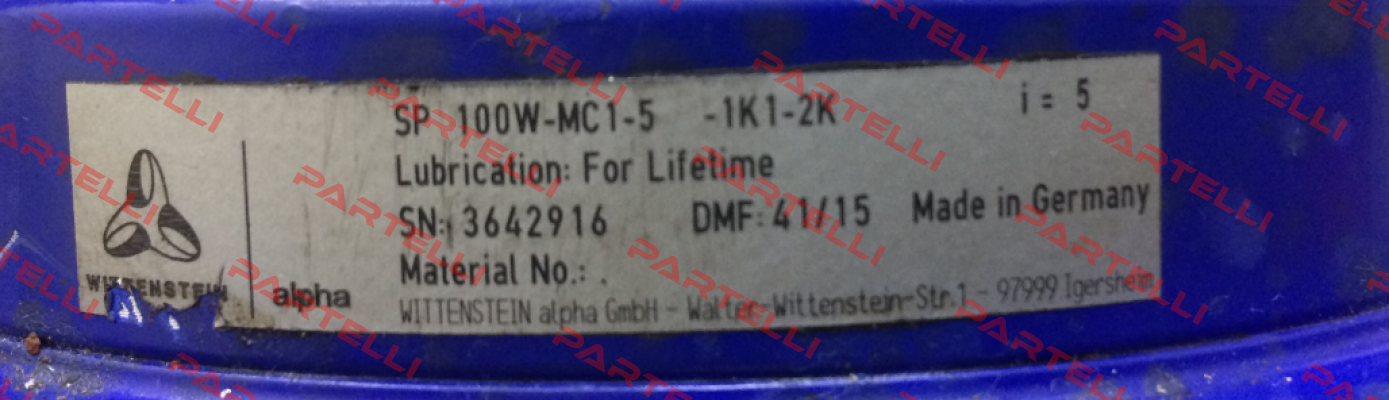 SP 100W-MC1-5 -1K1-2K i = 5
Lubrication: For Lifetime
SN: 3642916 DMF: 41/15 Made in Germany
Material No.: .
WITTENSTEIN alpha
WITTENSTEIN alpha GmbH - Walter-Wittenstein-Str.1 - 97999 Igersheim
PARTELLI